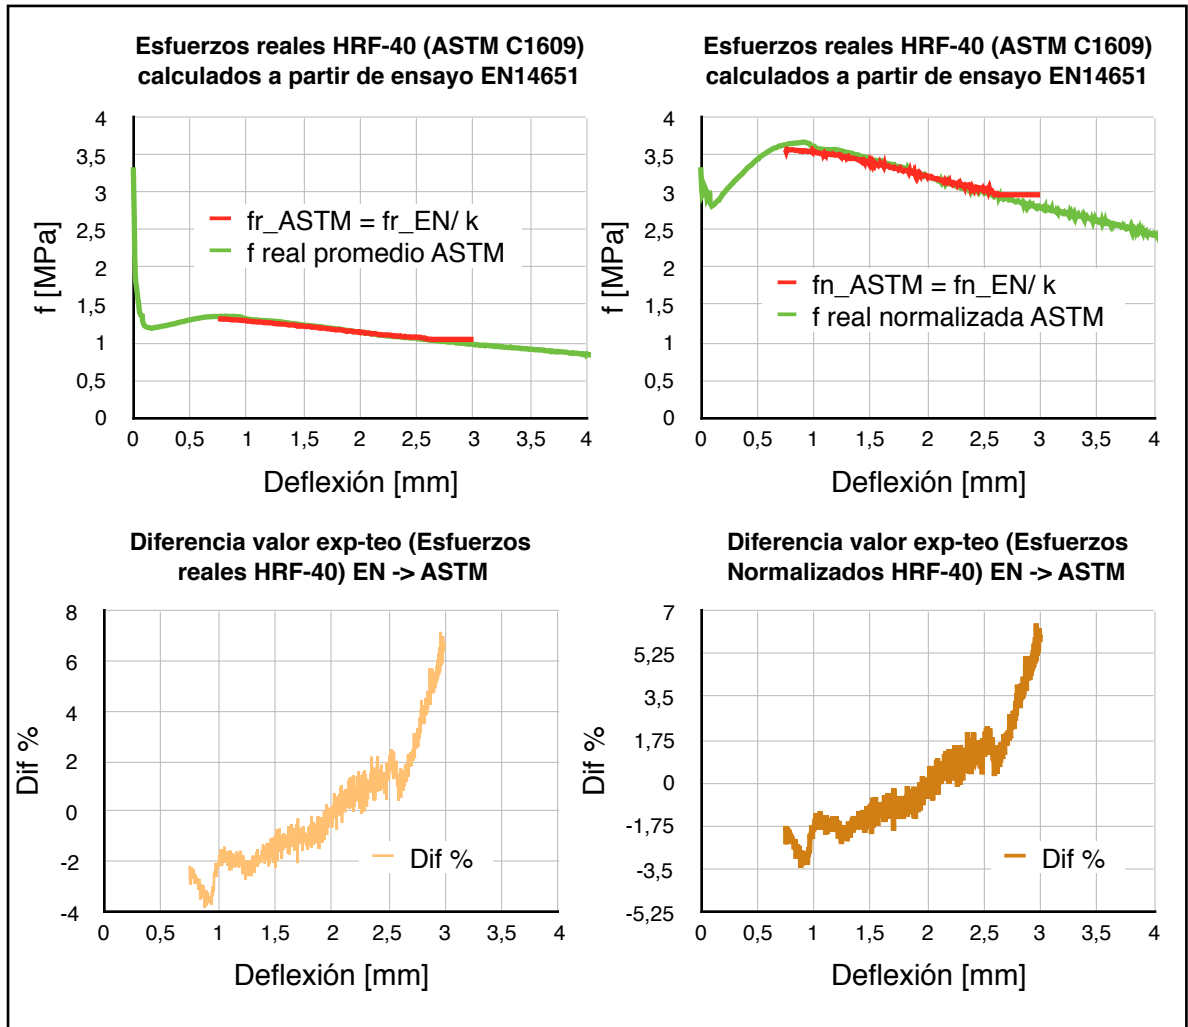 Esfuerzos reales HRF-40 (ASTM C1609)
calculados a partir de ensayo EN14651
f [MPa]
4
3,5
3
2,5
2
1,5
1
0,5
0
fr_ASTM = fr_EN/ k
f real promedio ASTM
0 0,5 1 1,5 2 2,5 3 3,5 4
Deflexión [mm]
Esfuerzos reales HRF-40 (ASTM C1609)
calculados a partir de ensayo EN14651
f [MPa]
4
3,5
3
2,5
2
1,5
1
0,5
0
fn_ASTM = fn_EN/ k
f real normalizada ASTM
0 0,5 1 1,5 2 2,5 3 3,5 4
Deflexión [mm]
Diferencia valor exp-teo (Esfuerzos
reales HRF-40) EN -> ASTM
Dif %
8
6
4
2
0
-2
-4
Dif %
0 0,5 1 1,5 2 2,5 3 3,5 4
Deflexión [mm]
Diferencia valor exp-teo (Esfuerzos
Normalizados HRF-40) EN -> ASTM
Dif %
7
5,25
3,5
1,75
0
-1,75
-3,5
-5,25
Dif %
0 0,5 1 1,5 2 2,5 3 3,5 4
Deflexión [mm]